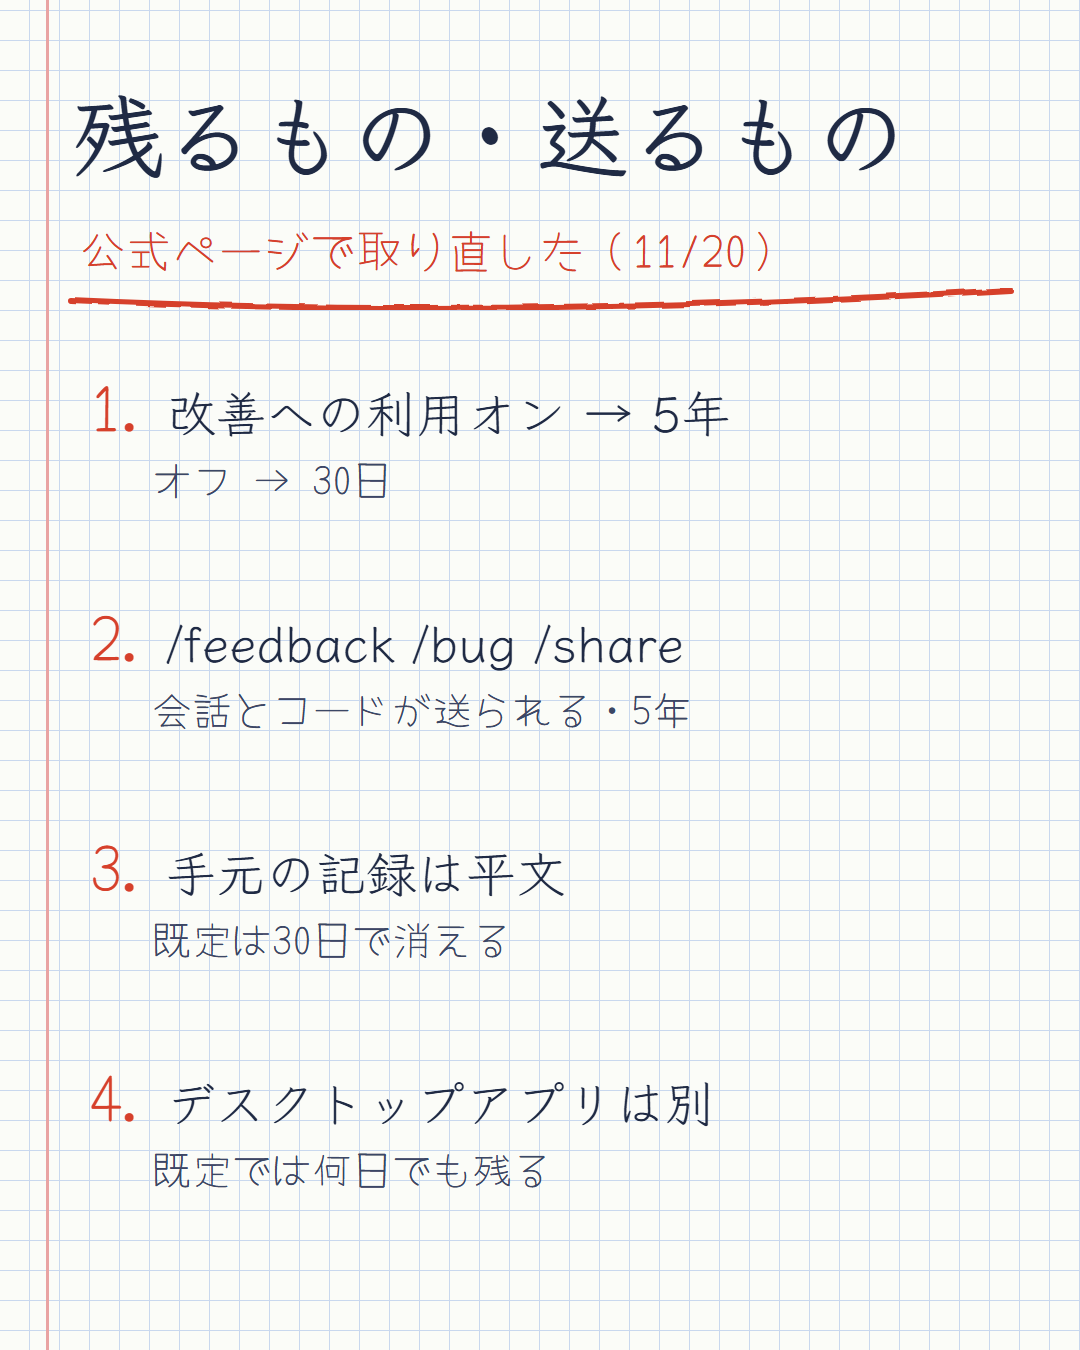 残るもの・送るもの
公式ページで取り直した（11/20）
1. 改善への利用オン → 5年
オフ → 30日
2. /feedback /bug /share
会話とコードが送られる・5年
3. 手元の記録は平文
既定は30日で消える
4. デスクトップアプリは別
既定では何日でも残る